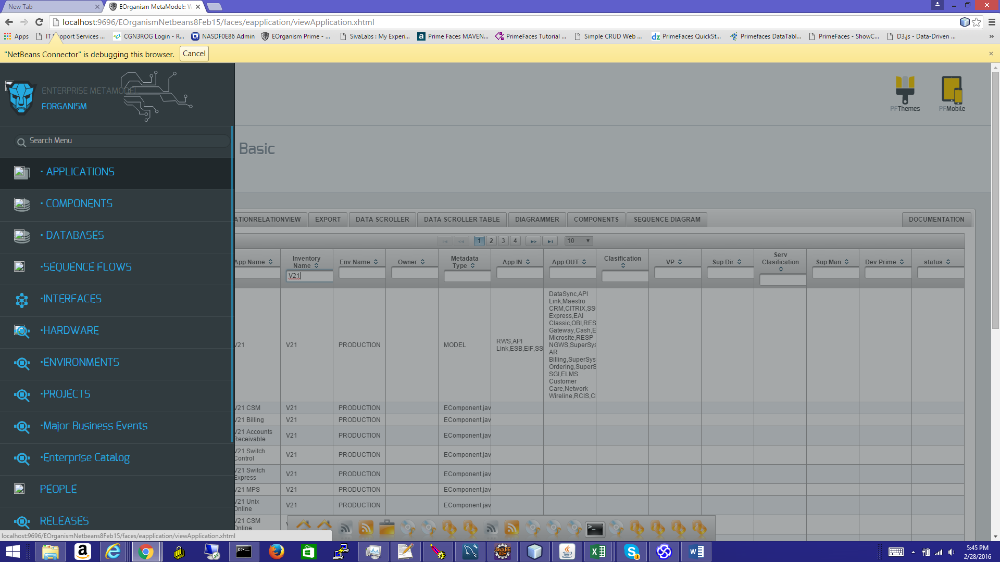 New Tab
EOrganism MetaModel:: W
localhost:9696/EOrganismNetbeans8Feb15/faces/eapplication/viewApplication.xhtml
Apps IT Support Services ... CGN3ROG Login - R... NASDF0E86 Admin EOrganism Prime - ... SivaLabs : My Experi... Prime Faces MAVEN... PrimeFaces Tutorial ... Simple CRUD Web ... PrimeFaces QuickSt... Primefaces DataTabl... PrimeFaces - ShowC... D3.js - Data-Driven ... »
"NetBeans Connector" is debugging this browser. Cancel
ENTERPRISE METAMODEL
EORGANISM
PFThemes PFMobile
Search Menu
Basic
· APPLICATIONS
· COMPONENTS
· DATABASES
·SEQUENCE FLOWS
·INTERFACES
·HARDWARE
·ENVIRONMENTS
·PROJECTS
·Major Business Events
·Enterprise Catalog
PEOPLE
RELEASES
ATIONRELATIONVIEW EXPORT DATA SCROLLER DATA SCROLLER TABLE DIAGRAMMER COMPONENTS SEQUENCE DIAGRAM DOCUMENTATION
1 2 3 4 10
App Name Inventory Name Env Name Owner Metadata Type App IN App OUT Clasification VP Sup Dir Serv Clasification Sup Man Dev Prime status
V21
V21 V21 PRODUCTION MODEL
RWS,API
Link,ESB,EIF,SS
DataSync,API
Link,Maestro
CRM,CITRIX,SS
Express,EAI
Classic,OBI,RES
Gateway,Cash,E
Microsite,RESP
NGWS,SuperSys
AR
Billing,SuperSys
Ordering,SuperS
SGI,ELMS
Customer
Care,Network
Wireline,RCIS,C
V21 CSM V21 PRODUCTION EComponent.jav
V21 Billing V21 PRODUCTION EComponent.jav
V21 Accounts Receivable V21 PRODUCTION EComponent.jav
V21 Switch Control V21 PRODUCTION EComponent.jav
V21 Switch Express V21 PRODUCTION EComponent.jav
V21 MPS V21 PRODUCTION EComponent.jav
V21 Unix Online V21 PRODUCTION EComponent.jav
V21 CSM Online
localhost:9696/EOrganismNetbeans8Feb15/faces/eapplication/viewApplication.xhtml
5:45 PM
2/28/2016